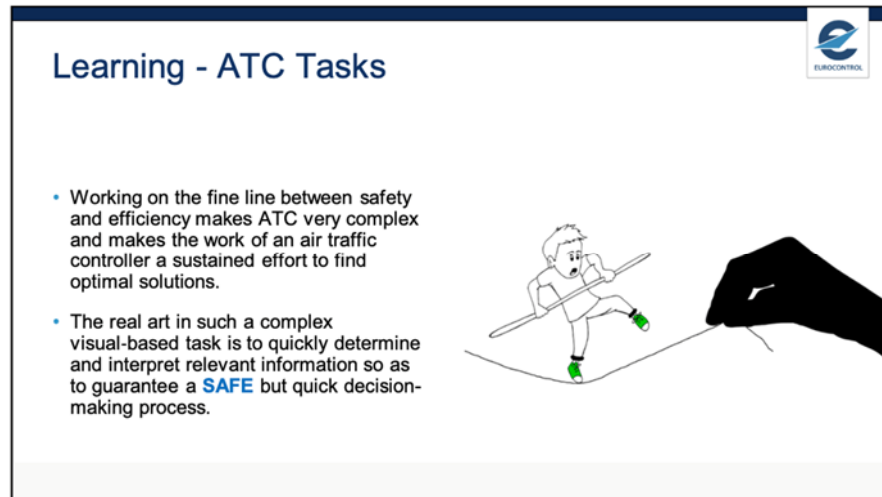 Learning - ATC Tasks
EUROCONTROL
• Working on the fine line between safety
and efficiency makes ATC very complex
and makes the work of an air traffic
controller a sustained effort to find
optimal solutions.
• The real art in such a complex
visual-based task is to quickly determine
and interpret relevant information so as
to guarantee a SAFE but quick decision-
making process.